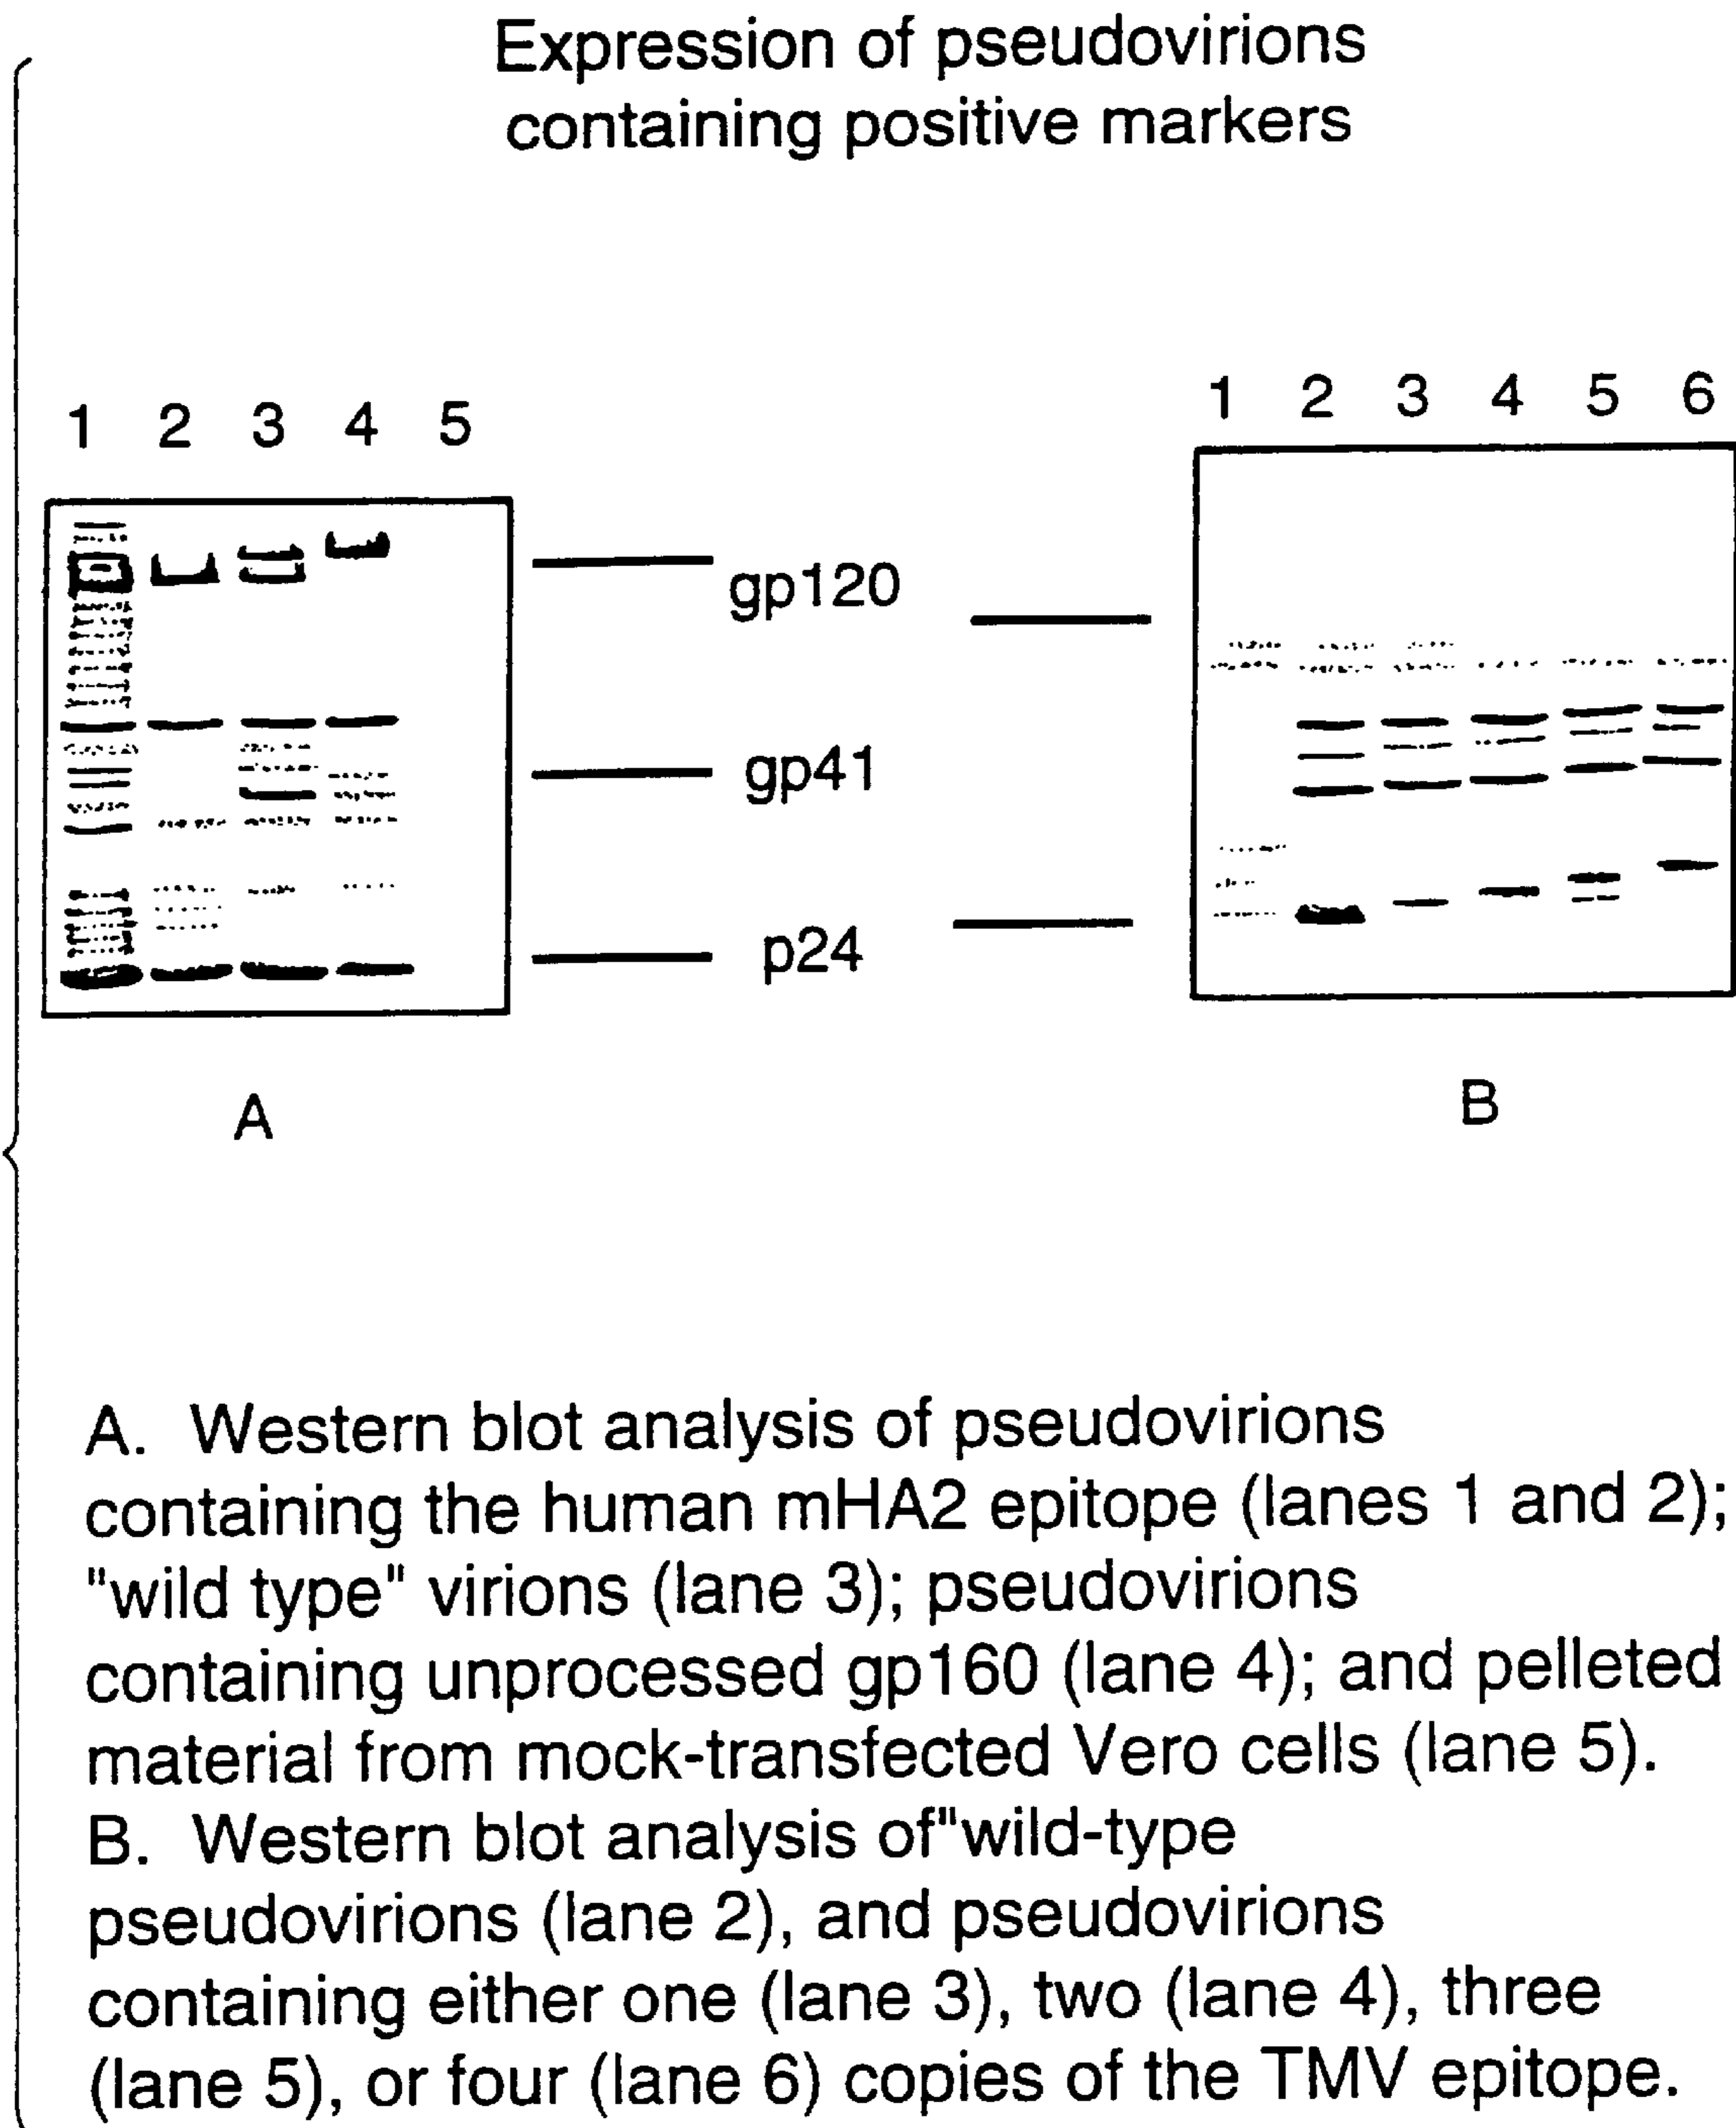 Expression of pseudovirions
containing positive markers
1 2 3 4 5
1 2 3 4 5 6
gp120
gp41
p24
A
B
A. Western blot analysis of pseudovirions
containing the human mHA2 epitope (lanes 1 and 2);
"wild type" virions (lane 3); pseudovirions
containing unprocessed gp160 (lane 4); and pelleted
material from mock-transfected Vero cells (lane 5).
B. Western blot analysis of"wild-type
pseudovirions (lane 2), and pseudovirions
containing either one (lane 3), two (lane 4), three
(lane 5), or four (lane 6) copies of the TMV epitope.